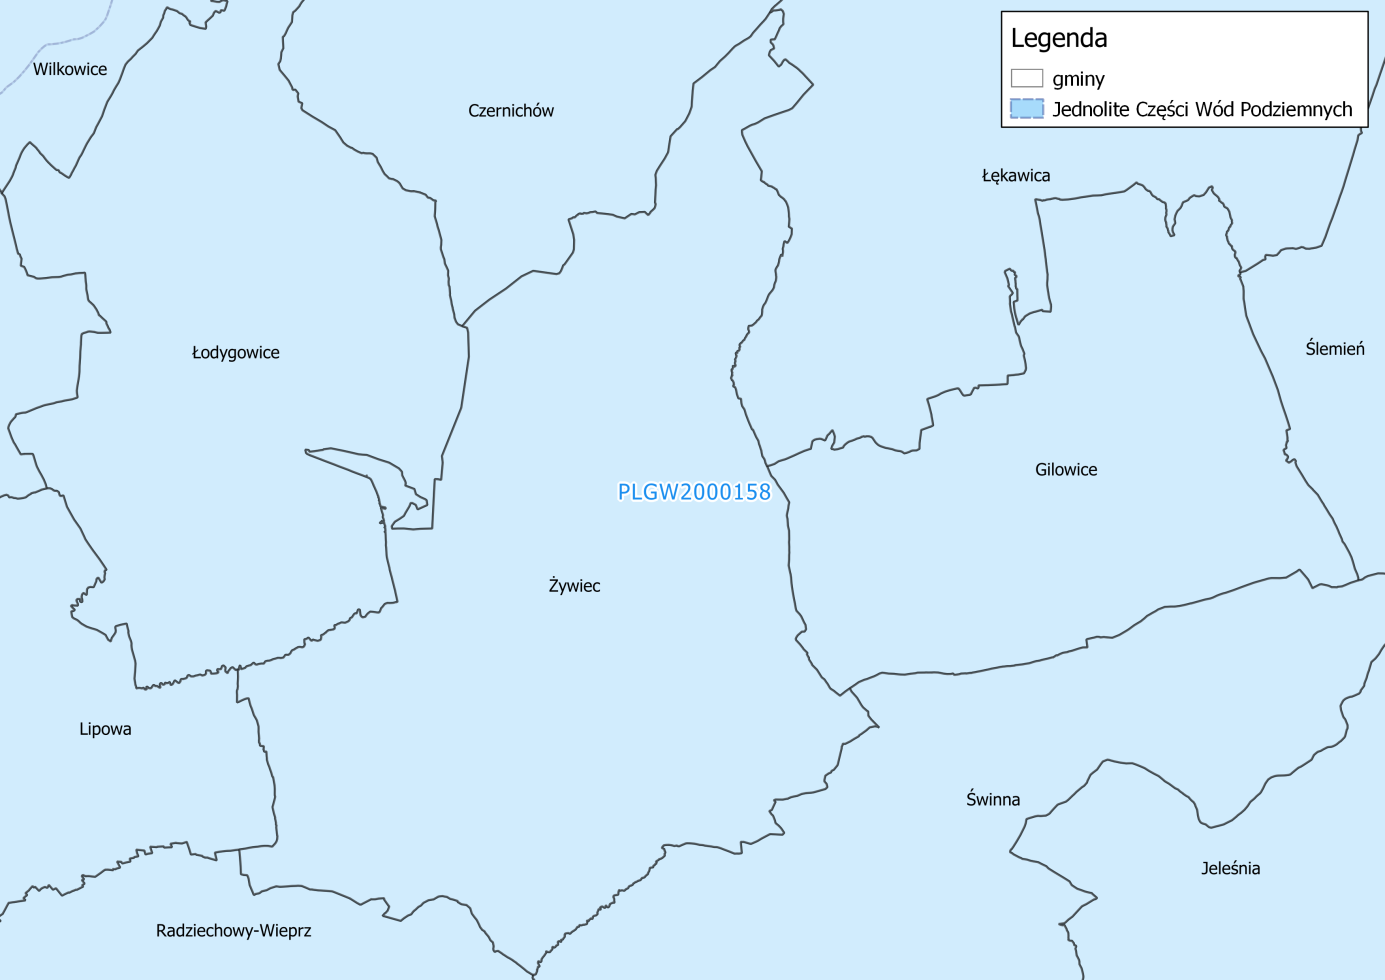 Legenda
gminy
Jednolite Części Wód Podziemnych
Wilkowice
Czernichów
Łękawica
Łodygowice
Ślemień
Gilowice
PLGW2000158
Żywiec
Lipowa
Świnna
Jeleśnia
Radziechowy-Wieprz